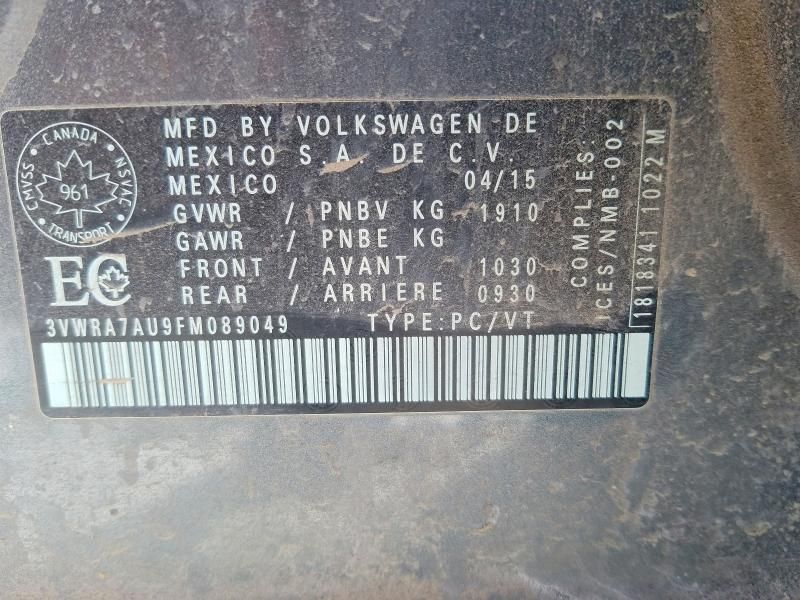 CANADA
CMVSS
NSVAC
961
TRANSPORT
MFD BY VOLKSWAGEN DE
MEXICO S.A. DE C.V.
MEXICO 04/15
GVWR / PNBV KG 1910
GAWR / PNBE KG
FRONT / AVANT 1030
REAR / ARRIERE 0930
EC
3VWRA7AU9FM089049 TYPE:PC/VT
COMPLIES:
ICES/NMB-002
1818341 1022 M